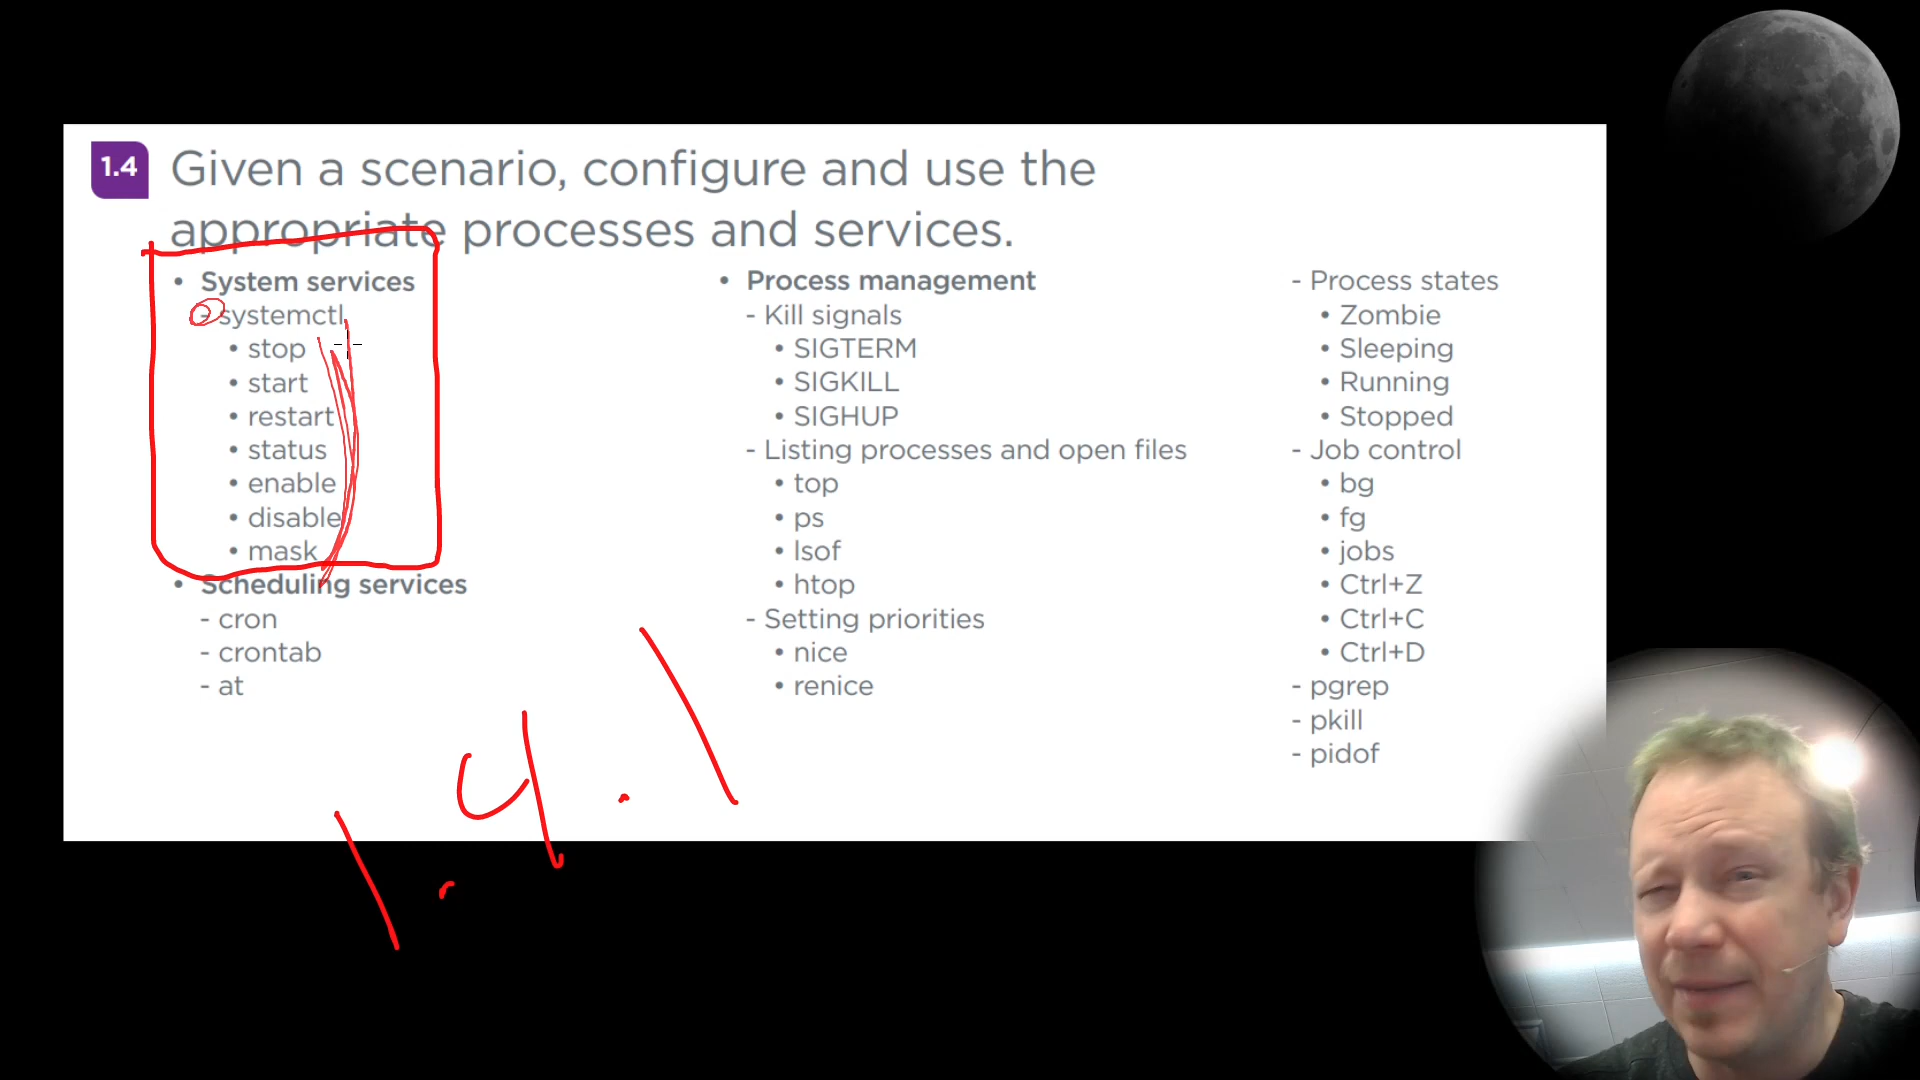 1.4
Given a scenario, configure and use the
appropriate processes and services.
• System services
- systemctl
• stop
• start
• restart
• status
• enable
• disable
• mask
• Scheduling services
- cron
- crontab
- at
• Process management
- Kill signals
• SIGTERM
• SIGKILL
• SIGHUP
- Listing processes and open files
• top
• ps
• lsof
• htop
- Setting priorities
• nice
• renice
- Process states
• Zombie
• Sleeping
• Running
• Stopped
- Job control
• bg
• fg
• jobs
• Ctrl+Z
• Ctrl+C
• Ctrl+D
- pgrep
- pkill
- pidof
1.4.1